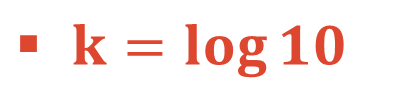 ▪ k = log 10